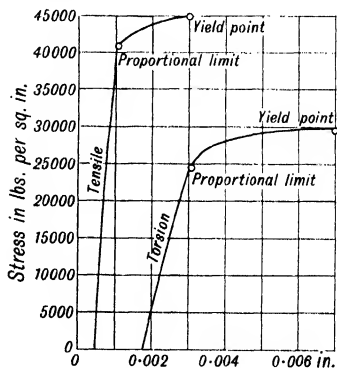 45000
Yield point
40000
Proportional limit
35000
Yield point
30000
25000
Proportional limit
20000
15000
10000
5000
0
Stress in lbs. per sq. in.
Tensile
Torsion
0 0·002 0·004 0·006 in.